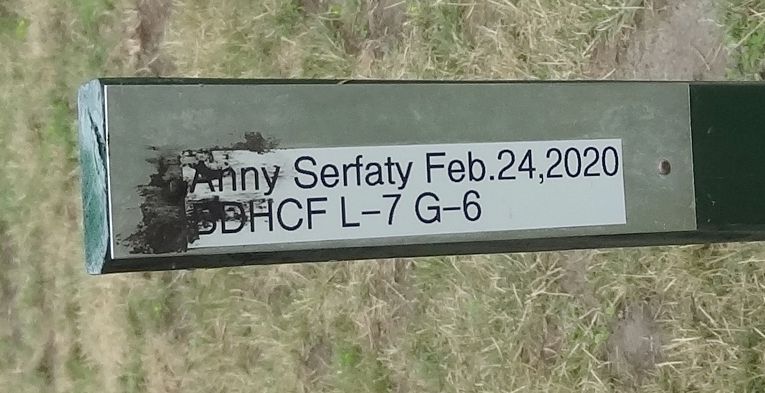 Anny Serfaty Feb.24,2020
BDHCF L-7 G-6